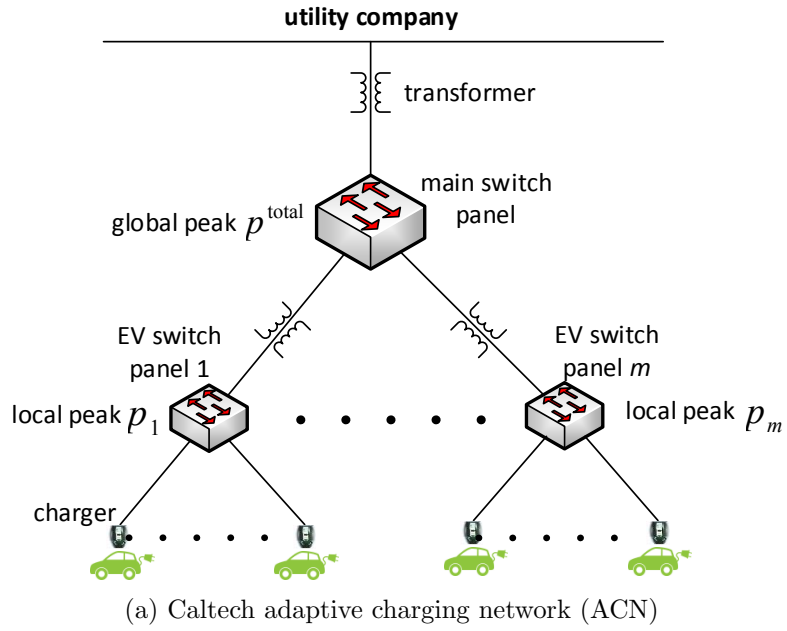 utility company
transformer
main switch
panel
global peak p^total
EV switch
panel 1
EV switch
panel m
local peak p_1
local peak p_m
charger
(a) Caltech adaptive charging network (ACN)